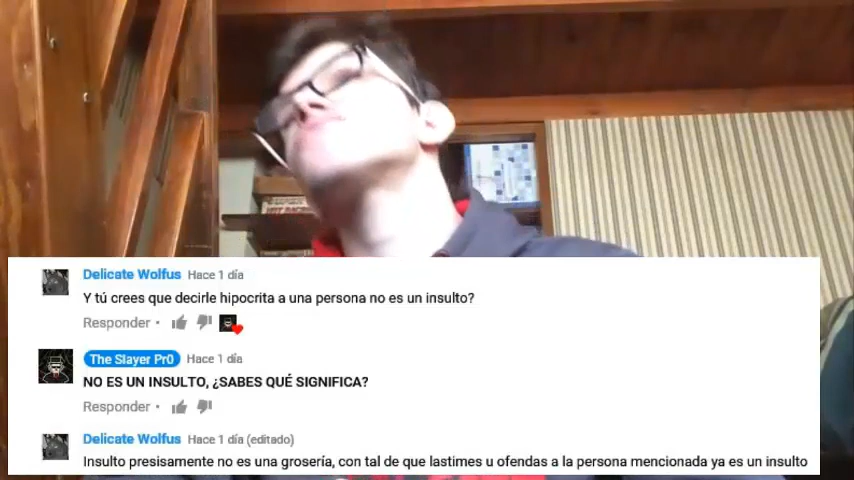 Delicate Wolfus Hace 1 día
Y tú crees que decirle hipocrita a una persona no es un insulto?
Responder •
The Slayer Pr0 Hace 1 día
NO ES UN INSULTO, ¿SABES QUÉ SIGNIFICA?
Responder •
Delicate Wolfus Hace 1 día (editado)
Insulto presisamente no es una grosería, con tal de que lastimes u ofendas a la persona mencionada ya es un insulto